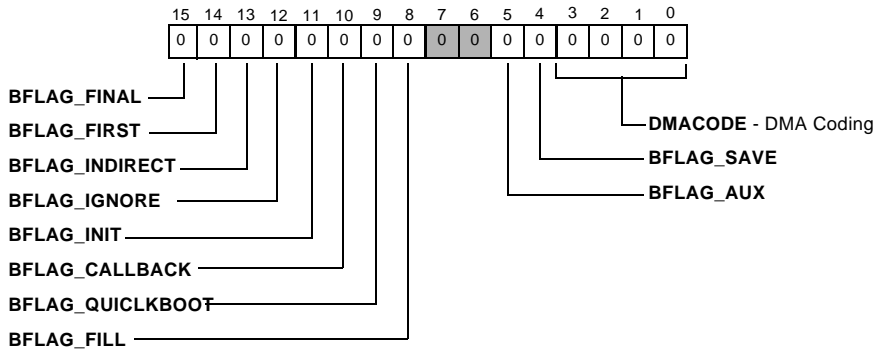 15 14 13 12 11 10 9 8 7 6 5 4 3 2 1 0
0 0 0 0 0 0 0 0 0 0 0 0 0 0 0 0
BFLAG_FINAL
BFLAG_FIRST
BFLAG_INDIRECT
BFLAG_IGNORE
BFLAG_INIT
BFLAG_CALLBACK
BFLAG_QUICLKBOOT
BFLAG_FILL
DMACODE - DMA Coding
BFLAG_SAVE
BFLAG_AUX